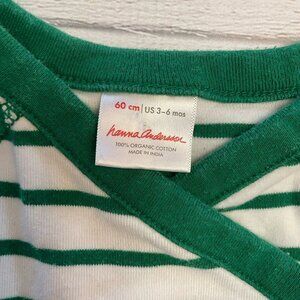 60 cm | US 3-6 mos
hanna andersson
100% ORGANIC COTTON
MADE IN INDIA